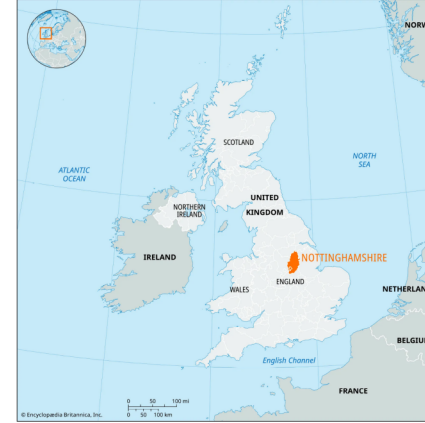 NORW
SCOTLAND
NORTH
SEA
ATLANTIC
OCEAN
UNITED
KINGDOM
NORTHERN
IRELAND
IRELAND
NOTTINGHAMSHIRE
WALES
ENGLAND
NETHERLAN
BELGIU
English Channel
FRANCE
0 50 100 mi
0 50 100 km
© Encyclopædia Britannica, Inc.